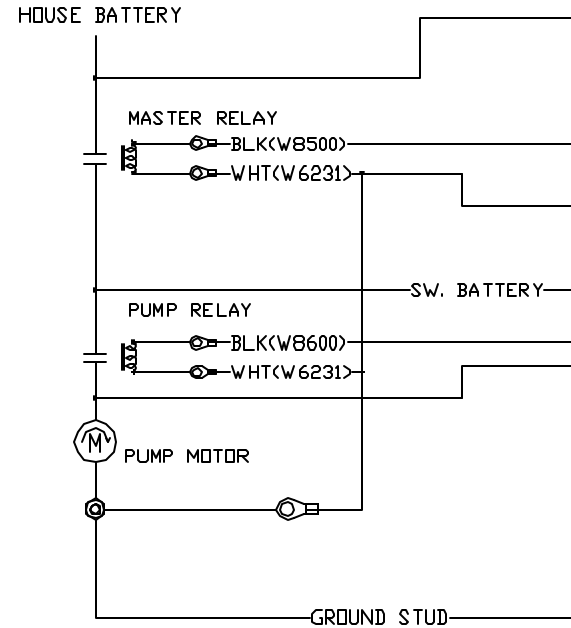 HOUSE BATTERY
MASTER RELAY
BLK(W8500)
WHT(W6231)
SW. BATTERY
PUMP RELAY
BLK(W8600)
WHT(W6231)
M
PUMP MOTOR
GROUND STUD